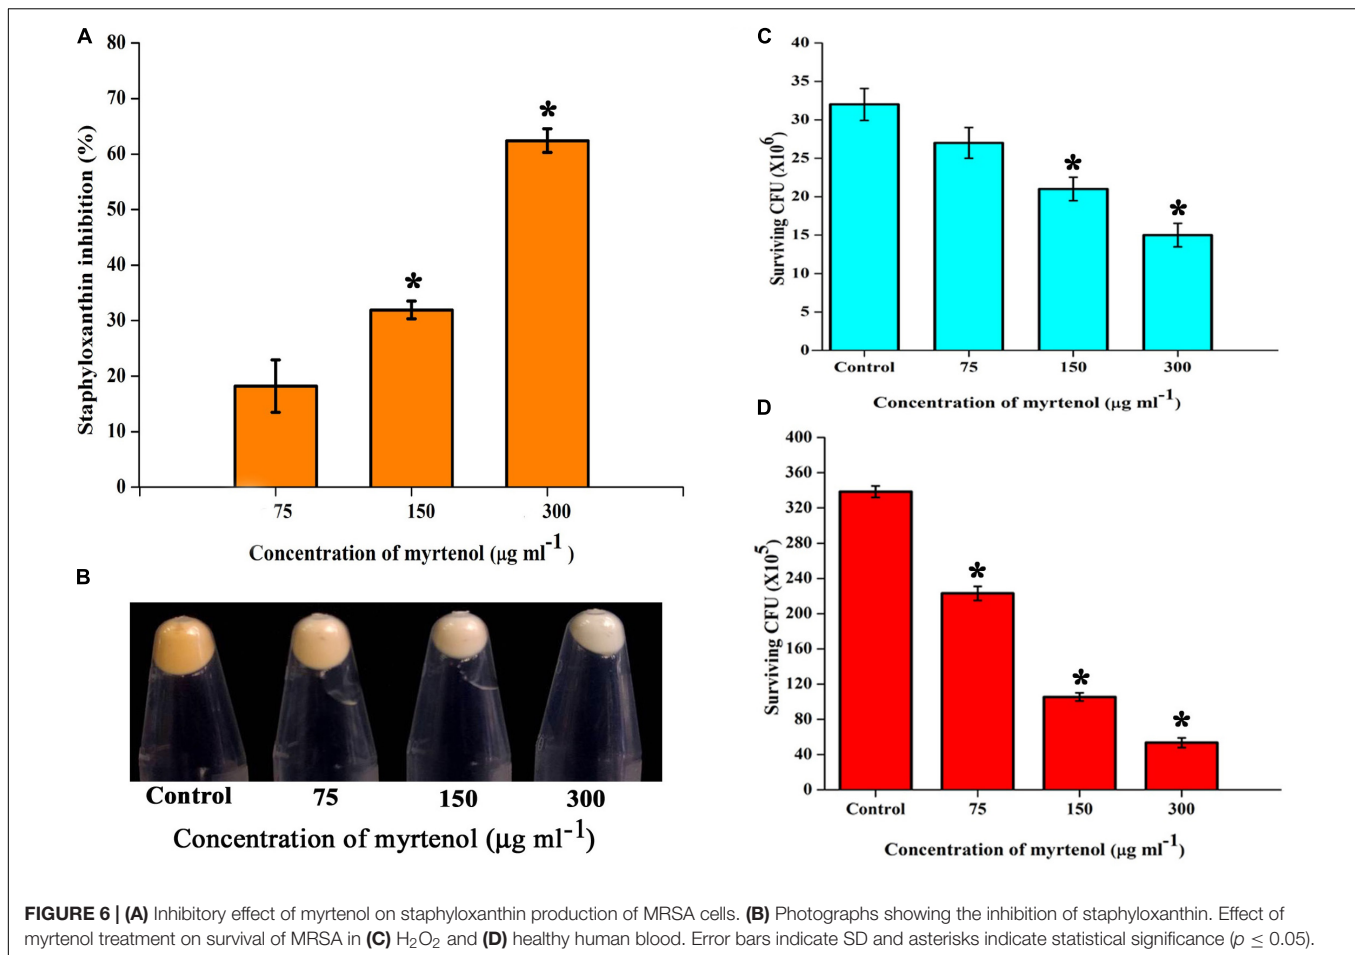 A
80
70
60
50
40
30
20
10
0
Staphyloxanthin inhibition (%)
*
*
75 150 300
Concentration of myrtenol (µg ml-1 )
B
Control 75 150 300
Concentration of myrtenol (µg ml-1)
C
40
35
30
25
20
15
10
5
0
Surviving CFU (X10^6)
*
*
Control 75 150 300
Concentration of myrtenol (µg ml-1)
D
400
360
320
280
240
200
160
120
80
40
0
Surviving CFU (X10^5)
*
*
*
Control 75 150 300
Concentration of myrtenol (µg ml-1)
FIGURE 6 | (A) Inhibitory effect of myrtenol on staphyloxanthin production of MRSA cells. (B) Photographs showing the inhibition of staphyloxanthin. Effect of
myrtenol treatment on survival of MRSA in (C) H2O2 and (D) healthy human blood. Error bars indicate SD and asterisks indicate statistical significance (p ≤ 0.05).